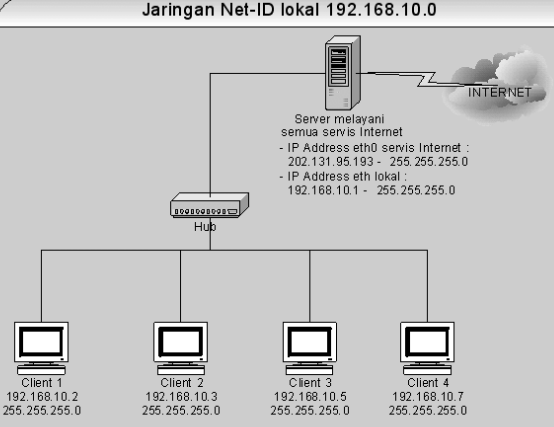 Jaringan Net-ID lokal 192.168.10.0
INTERNET
Server melayani
semua servis Internet
- IP Address eth0 servis Internet :
202.131.95.193 - 255.255.255.0
- IP Address eth lokal :
192.168.10.1 - 255.255.255.0
Hub
Client 1
192.168.10.2
255.255.255.0
Client 2
192.168.10.3
255.255.255.0
Client 3
192.168.10.5
255.255.255.0
Client 4
192.168.10.7
255.255.255.0